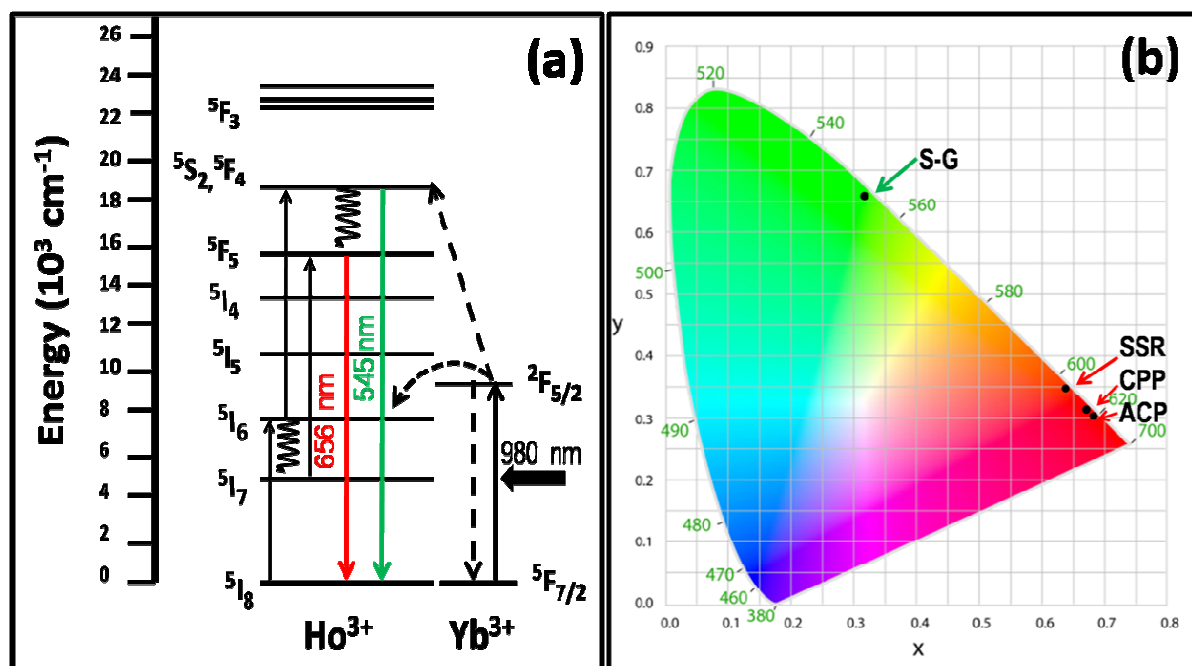 (a)
Energy (10³ cm⁻¹)
26
24
22
20
18
16
14
12
10
8
6
4
2
0
⁵F₃
⁵S₂,⁵F₄
⁵F₅
⁵I₄
⁵I₅
⁵I₆
⁵I₇
⁵I₈
656 nm
545 nm
²F₅/₂
980 nm
⁵F₇/₂
Ho³⁺
Yb³⁺
(b)
y
0.9
0.8
0.7
0.6
0.5
0.4
0.3
0.2
0.1
0.0
0.0 0.1 0.2 0.3 0.4 0.5 0.6 0.7 0.8
x
520
540
S-G
560
500
580
SSR
600
CPP
620
ACP
490
700
480
470
460
380